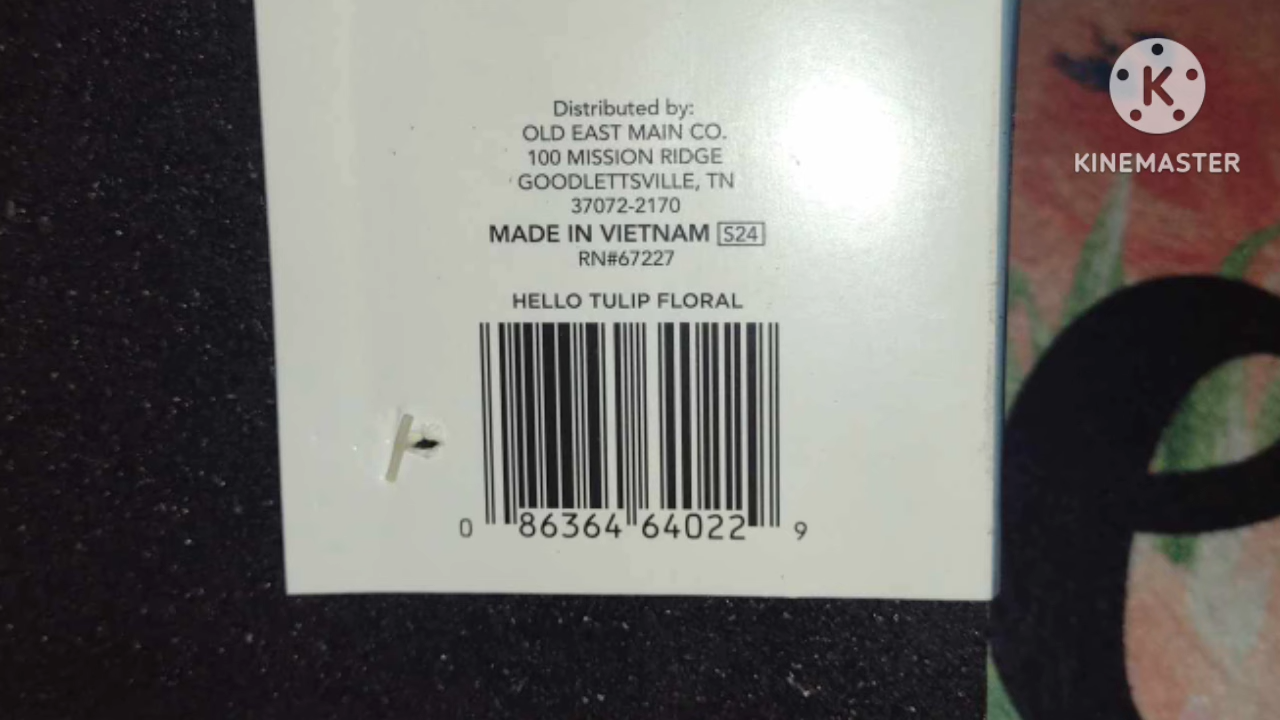 Distributed by:
OLD EAST MAIN CO.
100 MISSION RIDGE
GOODLETTSVILLE, TN
37072-2170
MADE IN VIETNAM S24
RN#67227
HELLO TULIP FLORAL
0 86364 64022 9
K
KINEMASTER
e